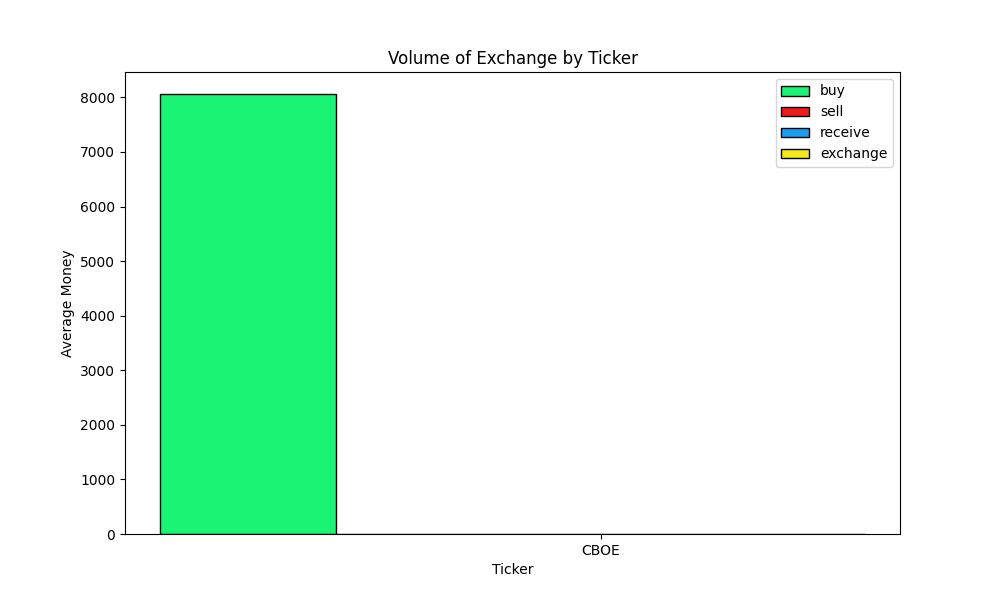 Volume of Exchange by Ticker
buy
sell
receive
exchange
8000
7000
6000
5000
4000
3000
2000
1000
0
Average Money
CBOE
Ticker